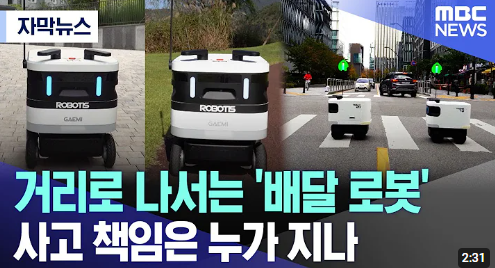 자막뉴스
MBC
NEWS
ROBOTIS
GAEMI
ROBOTIS
GAEMI
거리로 나서는 '배달 로봇'
사고 책임은 누가 지나
2:31